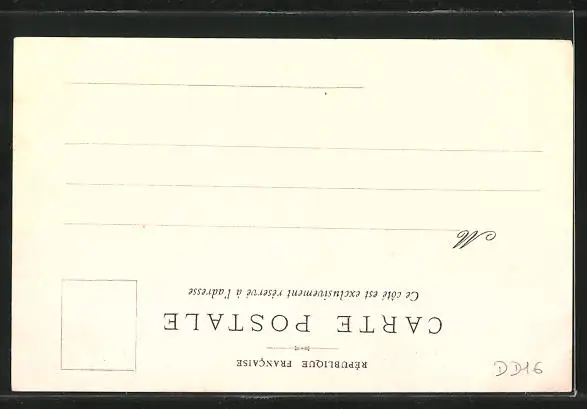 RÉPUBLIQUE FRANÇAISE
CARTE POSTALE
Ce côté est exclusivement réservé à l'adresse
M
DD16